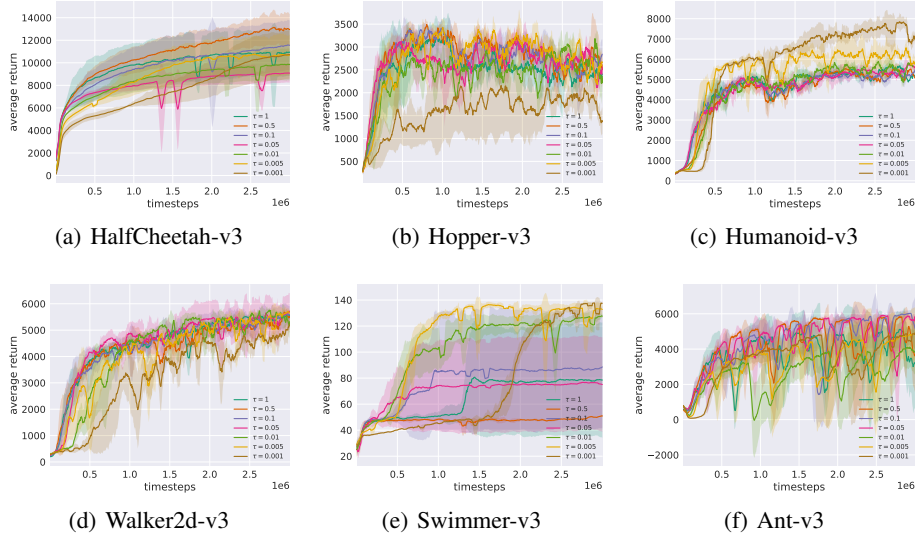 14000
12000
10000
8000
6000
4000
2000
0
average return
0.5 1.0 1.5 2.0 2.5
timesteps
1e6
τ = 1
τ = 0.5
τ = 0.1
τ = 0.05
τ = 0.01
τ = 0.005
τ = 0.001
(a) HalfCheetah-v3
3500
3000
2500
2000
1500
1000
500
average return
0.5 1.0 1.5 2.0 2.5
timesteps
1e6
τ = 1
τ = 0.5
τ = 0.1
τ = 0.05
τ = 0.01
τ = 0.005
τ = 0.001
(b) Hopper-v3
8000
7000
6000
5000
4000
3000
2000
1000
0
average return
0.5 1.0 1.5 2.0 2.5
timesteps
1e6
τ = 1
τ = 0.5
τ = 0.1
τ = 0.05
τ = 0.01
τ = 0.005
τ = 0.001
(c) Humanoid-v3
6000
5000
4000
3000
2000
1000
0
average return
0.5 1.0 1.5 2.0 2.5
timesteps
1e6
τ = 1
τ = 0.5
τ = 0.1
τ = 0.05
τ = 0.01
τ = 0.005
τ = 0.001
(d) Walker2d-v3
140
120
100
80
60
40
20
average return
0.5 1.0 1.5 2.0 2.5
timesteps
1e6
τ = 1
τ = 0.5
τ = 0.1
τ = 0.05
τ = 0.01
τ = 0.005
τ = 0.001
(e) Swimmer-v3
6000
4000
2000
0
−2000
average return
0.5 1.0 1.5 2.0 2.5
timesteps
1e6
τ = 1
τ = 0.5
τ = 0.1
τ = 0.05
τ = 0.01
τ = 0.005
τ = 0.001
(f) Ant-v3